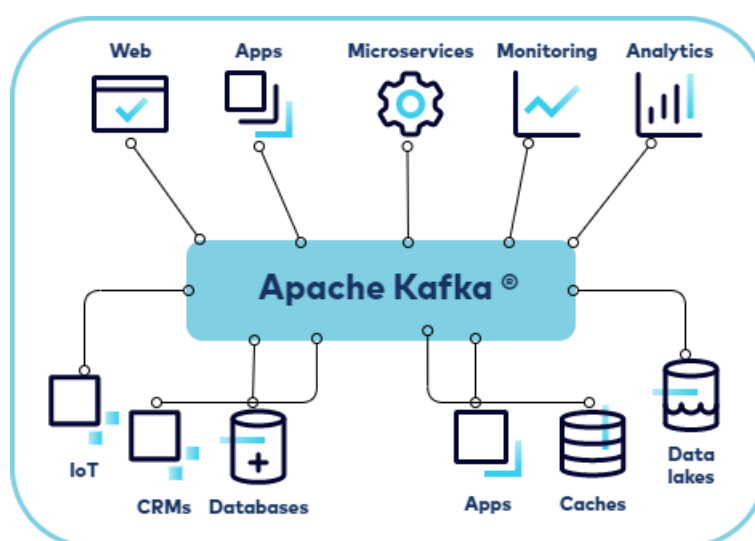 Web
Apps
Microservices
Monitoring
Analytics
Apache Kafka ®
IoT
CRMs
Databases
Apps
Caches
Data
lakes